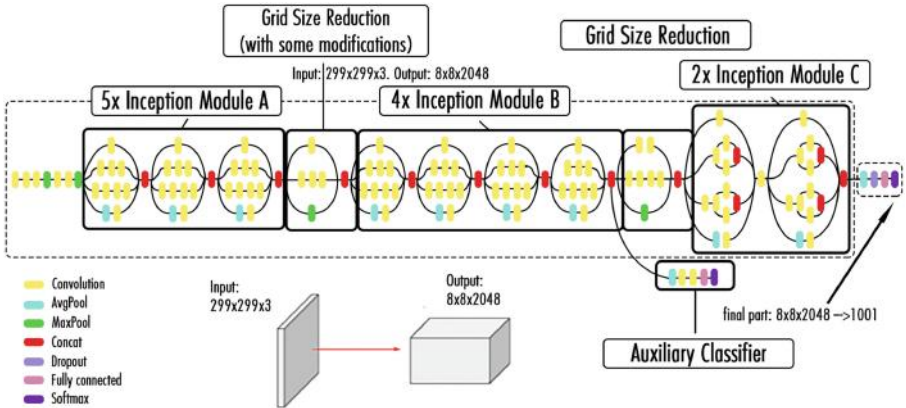 Grid Size Reduction
(with some modifications)
Grid Size Reduction
Input: 299x299x3. Output: 8x8x2048
5x Inception Module A
4x Inception Module B
2x Inception Module C
Convolution
AvgPool
MaxPool
Concat
Dropout
Fully connected
Softmax
Input:
299x299x3
Output:
8x8x2048
final part: 8x8x2048 —>1001
Auxiliary Classifier